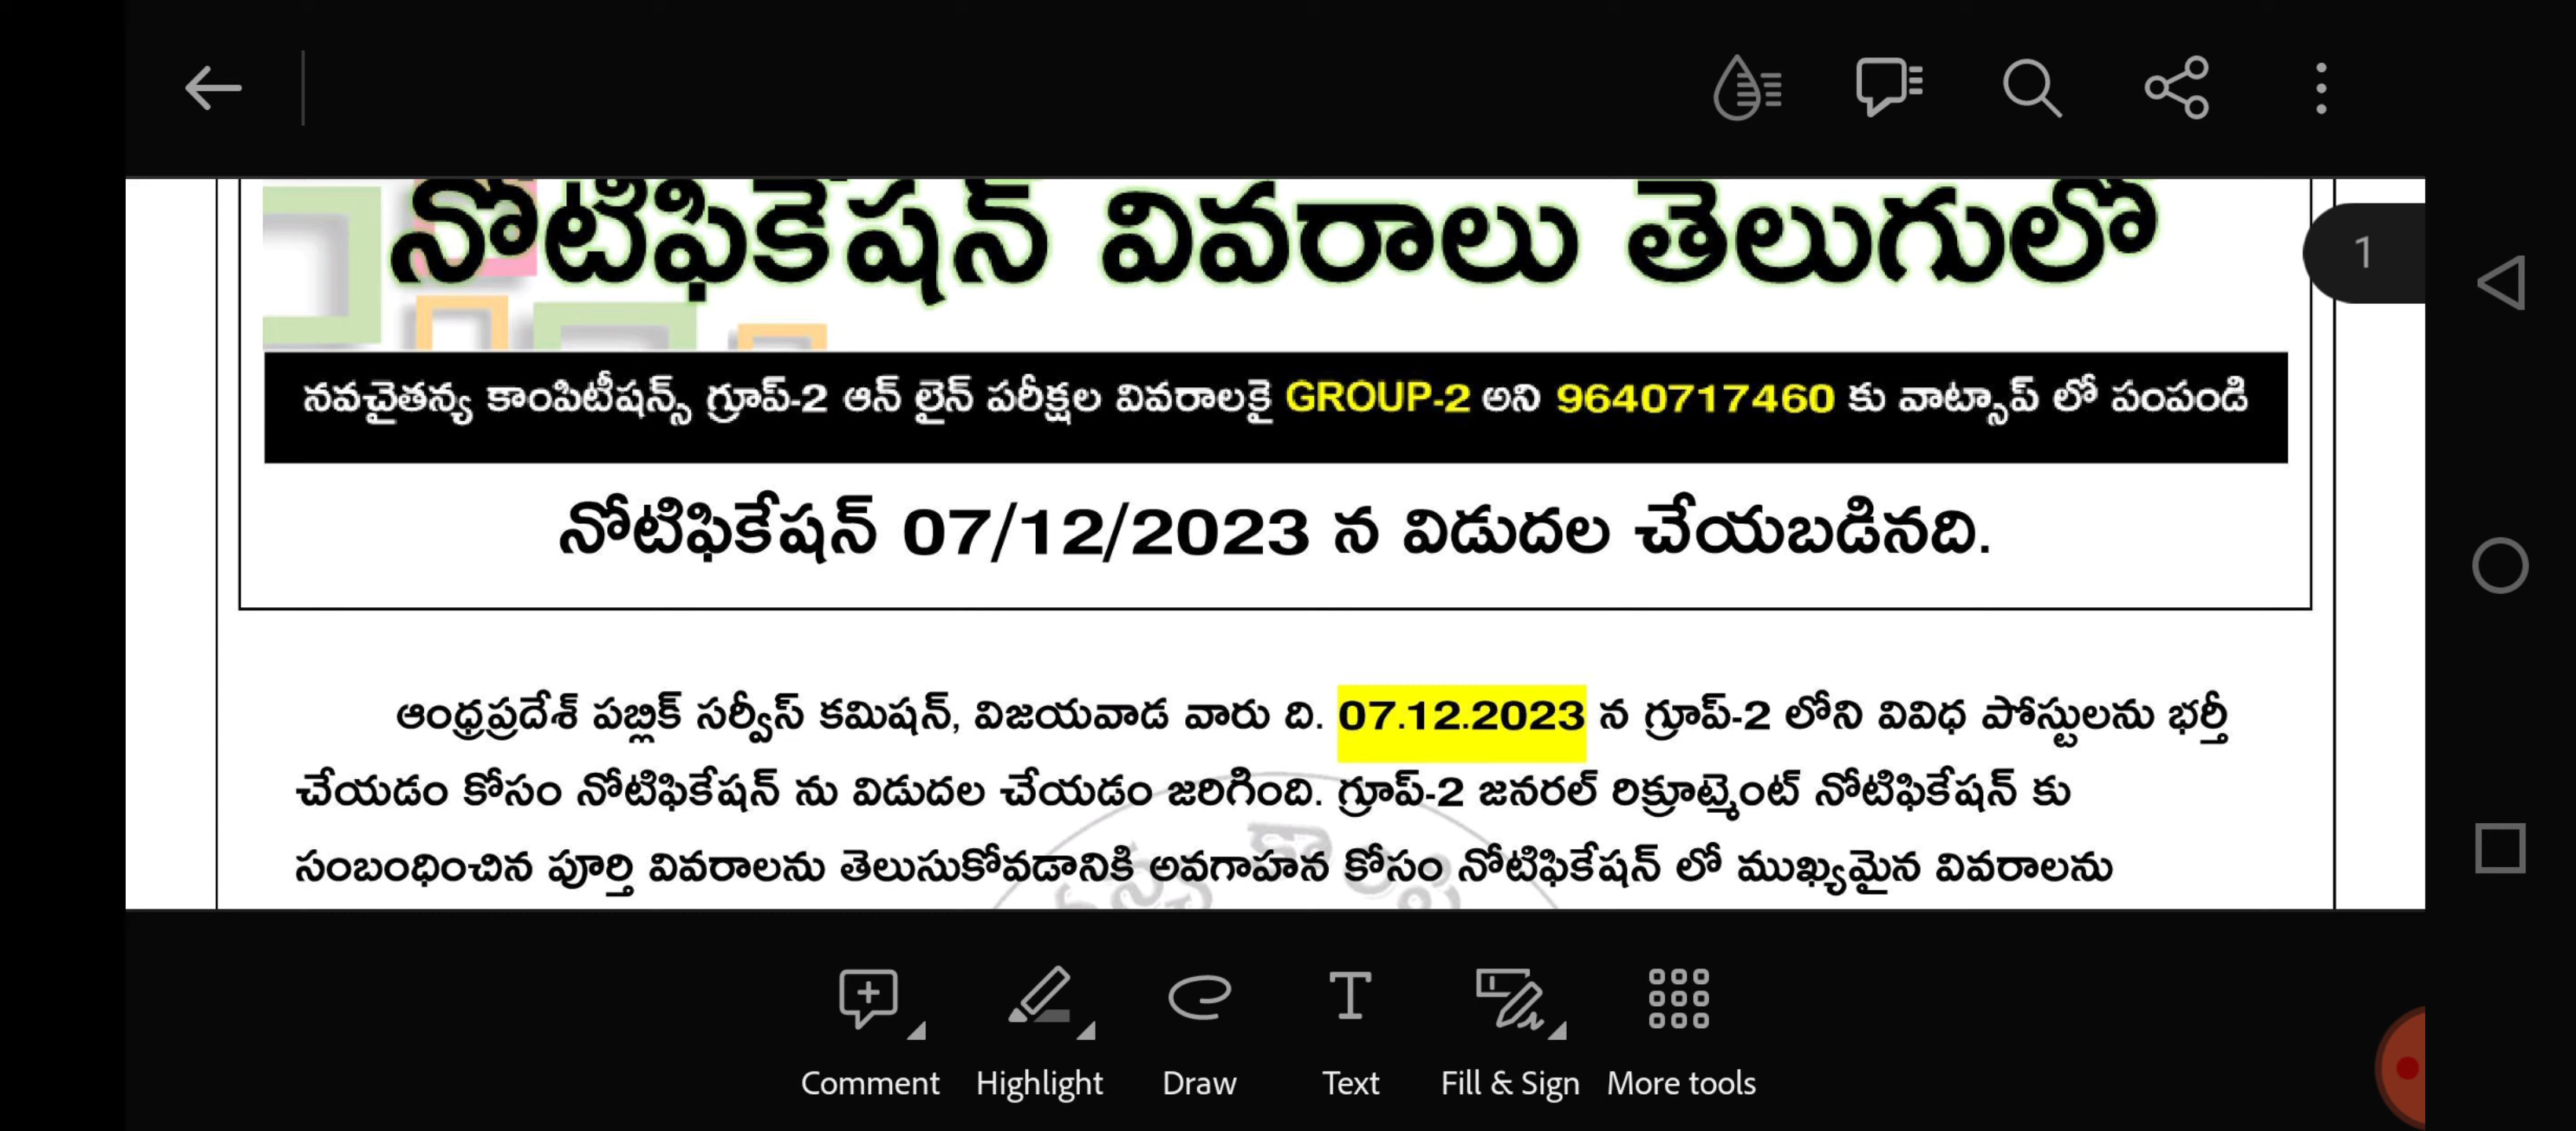 నోటిఫికేషన్ వివరాలు తెలుగులో
1
నవచైతన్య కాంపిటీషన్స్ గ్రూప్-2 ఆన్ లైన్ పరీక్షల వివరాలకై GROUP-2 అని 9640717460 కు వాట్సాప్ లో పంపండి
నోటిఫికేషన్ 07/12/2023 న విడుదల చేయబడినది.
ఆంధ్రప్రదేశ్ పబ్లిక్ సర్వీస్ కమిషన్, విజయవాడ వారు ది. 07.12.2023 న గ్రూప్-2 లోని వివిధ పోస్టులను భర్తీ
చేయడం కోసం నోటిఫికేషన్ ను విడుదల చేయడం జరిగింది. గ్రూప్-2 జనరల్ రిక్రూట్మెంట్ నోటిఫికేషన్ కు
సంబంధించిన పూర్తి వివరాలను తెలుసుకోవడానికి అవగాహన కోసం నోటిఫికేషన్ లో ముఖ్యమైన వివరాలను
Comment Highlight Draw Text Fill & Sign More tools